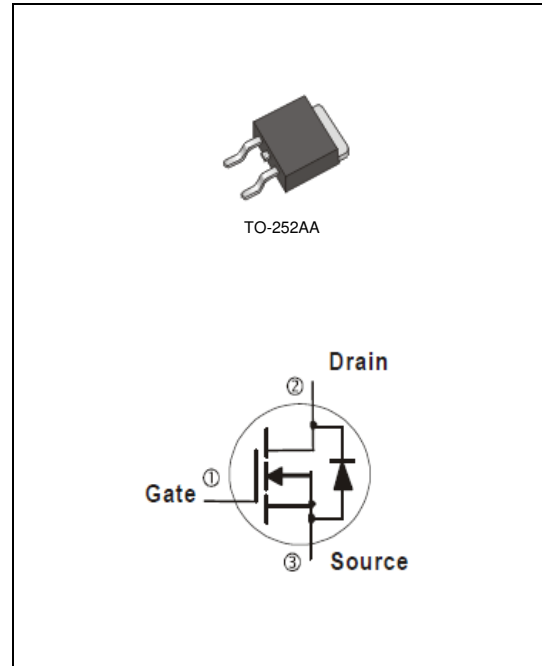 TO-252AA
Drain
②
①
Gate
③
Source